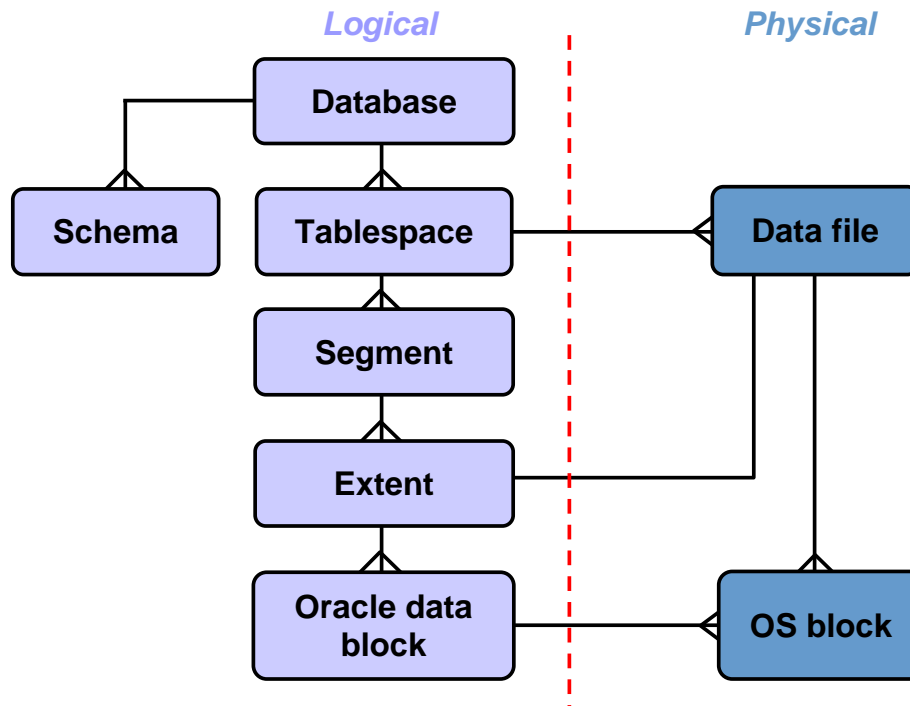 Logical
Physical
Database
Schema
Tablespace
Data file
Segment
Extent
Oracle data
block
OS block